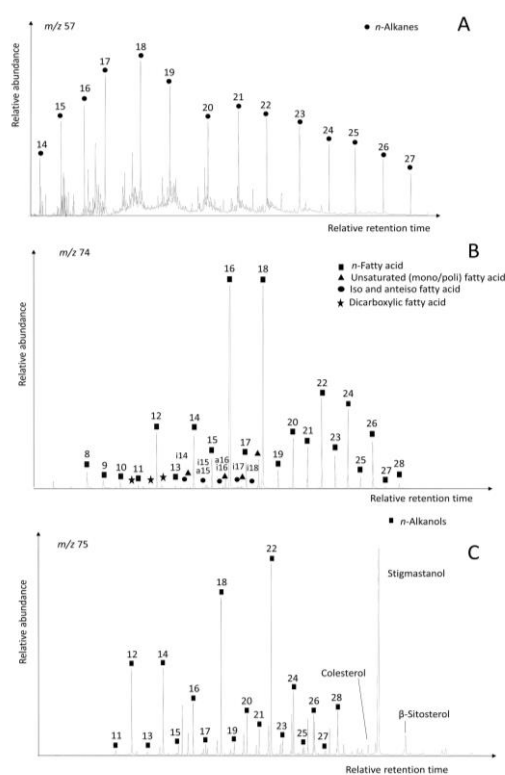 m/z 57
● n-Alkanes
A
Relative abundance
14
15
16
17
18
19
20
21
22
23
24
25
26
27
Relative retention time
m/z 74
B
■ n-Fatty acid
▲ Unsaturated (mono/poli) fatty acid
● Iso and anteiso fatty acid
★ Dicarboxylic fatty acid
Relative abundance
8
9
10
11
12
13
i14
14
i15
a15
15
a16
i16
16
17
i17
i18
18
19
20
21
22
23
24
25
26
27
28
Relative retention time
■ n-Alkanols
m/z 75
C
Relative abundance
11
12
13
14
15
16
17
18
19
20
21
22
23
24
25
26
27
28
Colesterol
Stigmastanol
β-Sitosterol
Relative retention time